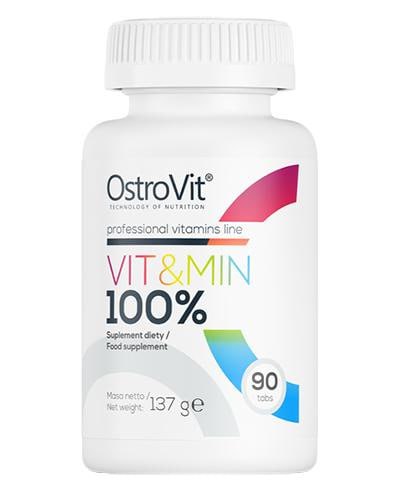 OstroVit®
TECHNOLOGY OF NUTRITION
professional vitamins line
VIT&MIN
100%
Suplement diety /
Food supplement
90
tabs
Masa netto /
Net weight: 137 g℮